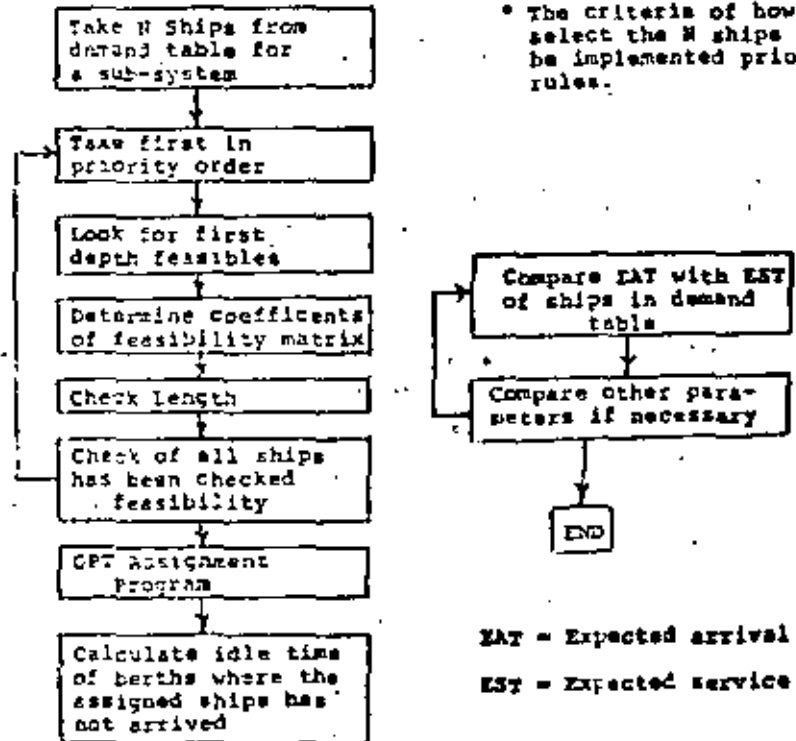 Take N Ships from
demand table for
a sub-system
* The criteris of how
select the N ships
be implemented prio
rules.
Take first in
priority order
Look for first
depth feasibles
Determine coefficents
of feasibility matrix
Check Length
Check of all ships
has been checked
feasibility
OPT Assignment
Program
Calculate idle time
of berths where the
assigned ships has
not arrived
Compare EAT with EST
of ships in demand
table
Compare other para-
meters if necessary
END
EAT = Expected arrival
EST = Expected service